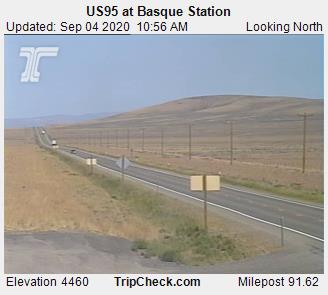 US95 at Basque Station
Updated: Sep 04 2020 10:56 AM Looking North
Elevation 4460 TripCheck.com Milepost 91.62